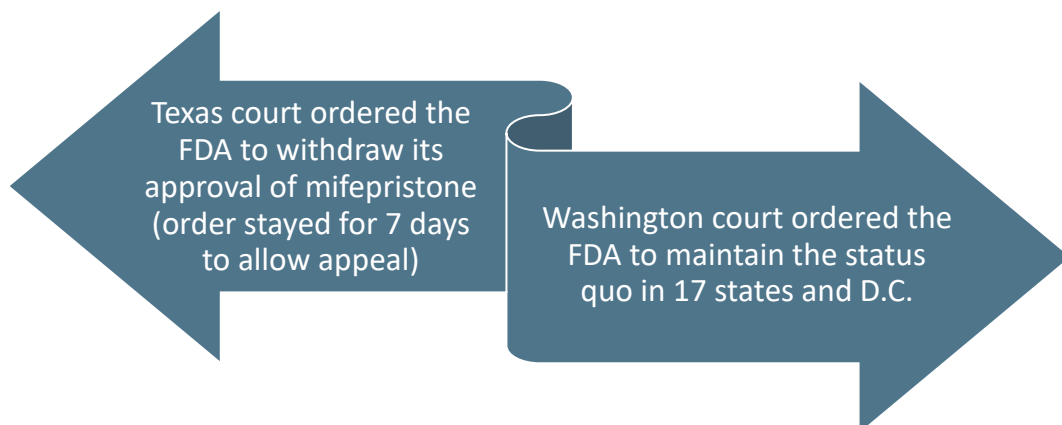 Texas court ordered the
FDA to withdraw its
approval of mifepristone
(order stayed for 7 days
to allow appeal)
Washington court ordered the
FDA to maintain the status
quo in 17 states and D.C.